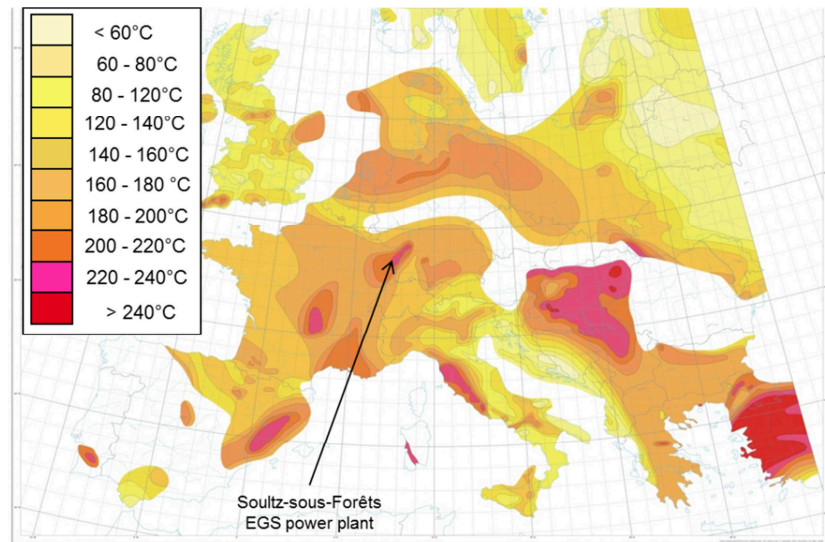 < 60°C
60 - 80°C
80 - 120°C
120 - 140°C
140 - 160°C
160 - 180 °C
180 - 200°C
200 - 220°C
220 - 240°C
> 240°C
Soultz-sous-Forêts
EGS power plant